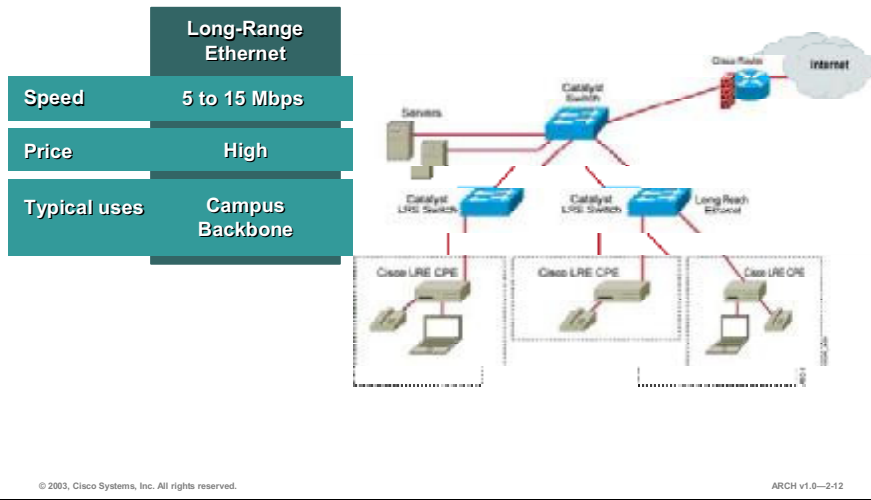 Long-Range
Ethernet
Speed 5 to 15 Mbps
Price High
Typical uses Campus
Backbone
Cisco Router
Internet
Catalyst
Switch
Servers
Catalyst
LRE Switch
Catalyst
LRE Switch
Long Reach
Ethernet
Cisco LRE CPE
Cisco LRE CPE
Cisco LRE CPE
© 2003, Cisco Systems, Inc. All rights reserved.
ARCH v1.0—2-12